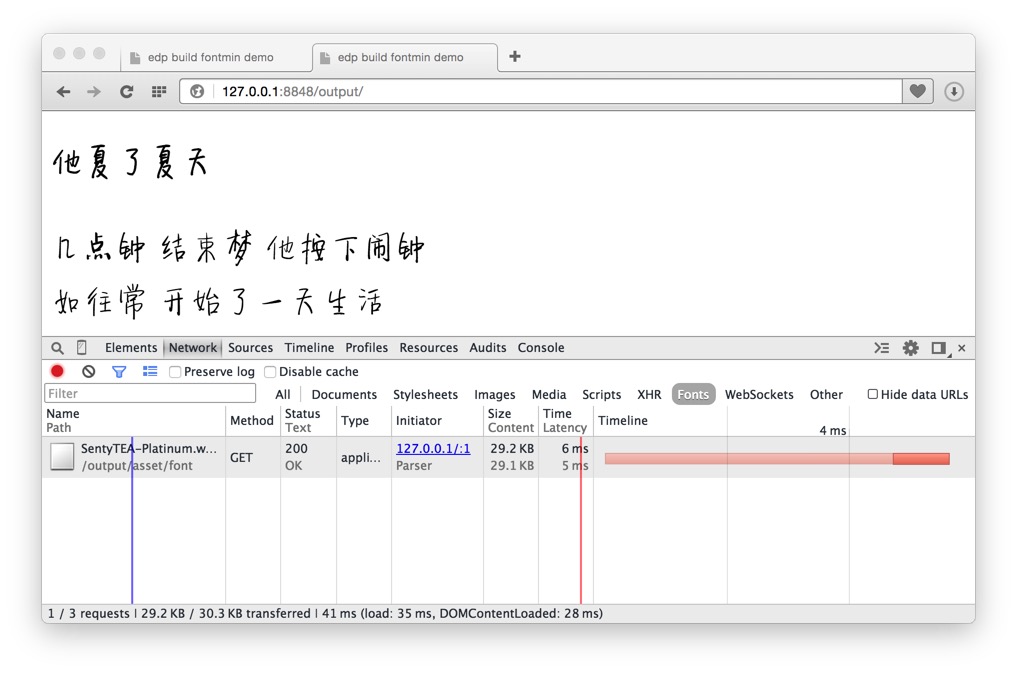 edp build fontmin demo
edp build fontmin demo
127.0.0.1:8848/output/
他夏了夏天
几点钟 结束梦 他按下闹钟
如往常 开始了一天生活
Elements Network Sources Timeline Profiles Resources Audits Console
Preserve log Disable cache
Filter All Documents Stylesheets Images Media Scripts XHR Fonts WebSockets Other Hide data URLs
Name Path Method Status Text Type Initiator Size Content Time Latency Timeline 4 ms
SentyTEA-Platinum.w... GET 200 appli... 127.0.0.1/:1 29.2 KB 6 ms
/output/asset/font OK Parser 29.1 KB 5 ms
1 / 3 requests | 29.2 KB / 30.3 KB transferred | 41 ms (load: 35 ms, DOMContentLoaded: 28 ms)